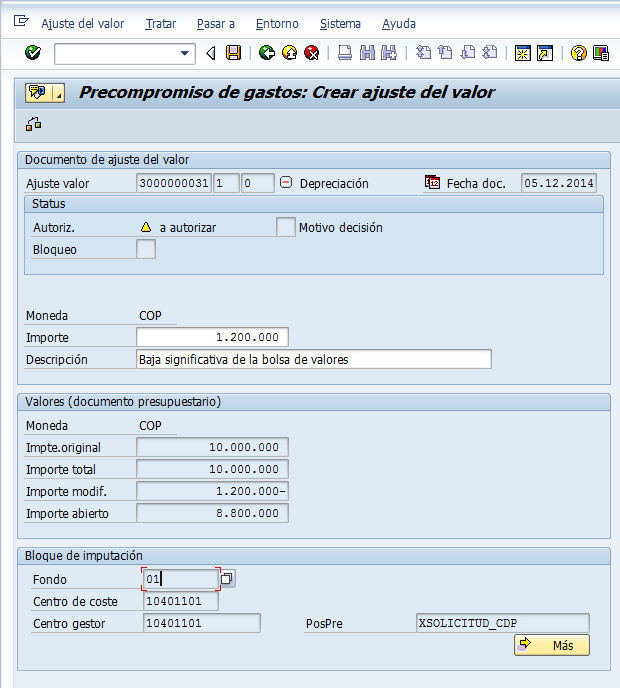 Ajuste del valor Tratar Pasar a Entorno Sistema Ayuda
Precompromiso de gastos: Crear ajuste del valor
Documento de ajuste del valor
Ajuste valor 3000000031 1 0 Depreciación Fecha doc. 05.12.2014
Status
Autoriz. a autorizar Motivo decisión
Bloqueo
Moneda COP
Importe 1.200.000
Descripción Baja significativa de la bolsa de valores
Valores (documento presupuestario)
Moneda COP
Impte.original 10.000.000
Importe total 10.000.000
Importe modif. 1.200.000-
Importe abierto 8.800.000
Bloque de imputación
Fondo 01
Centro de coste 10401101
Centro gestor 10401101 PosPre XSOLICITUD_CDP
Más